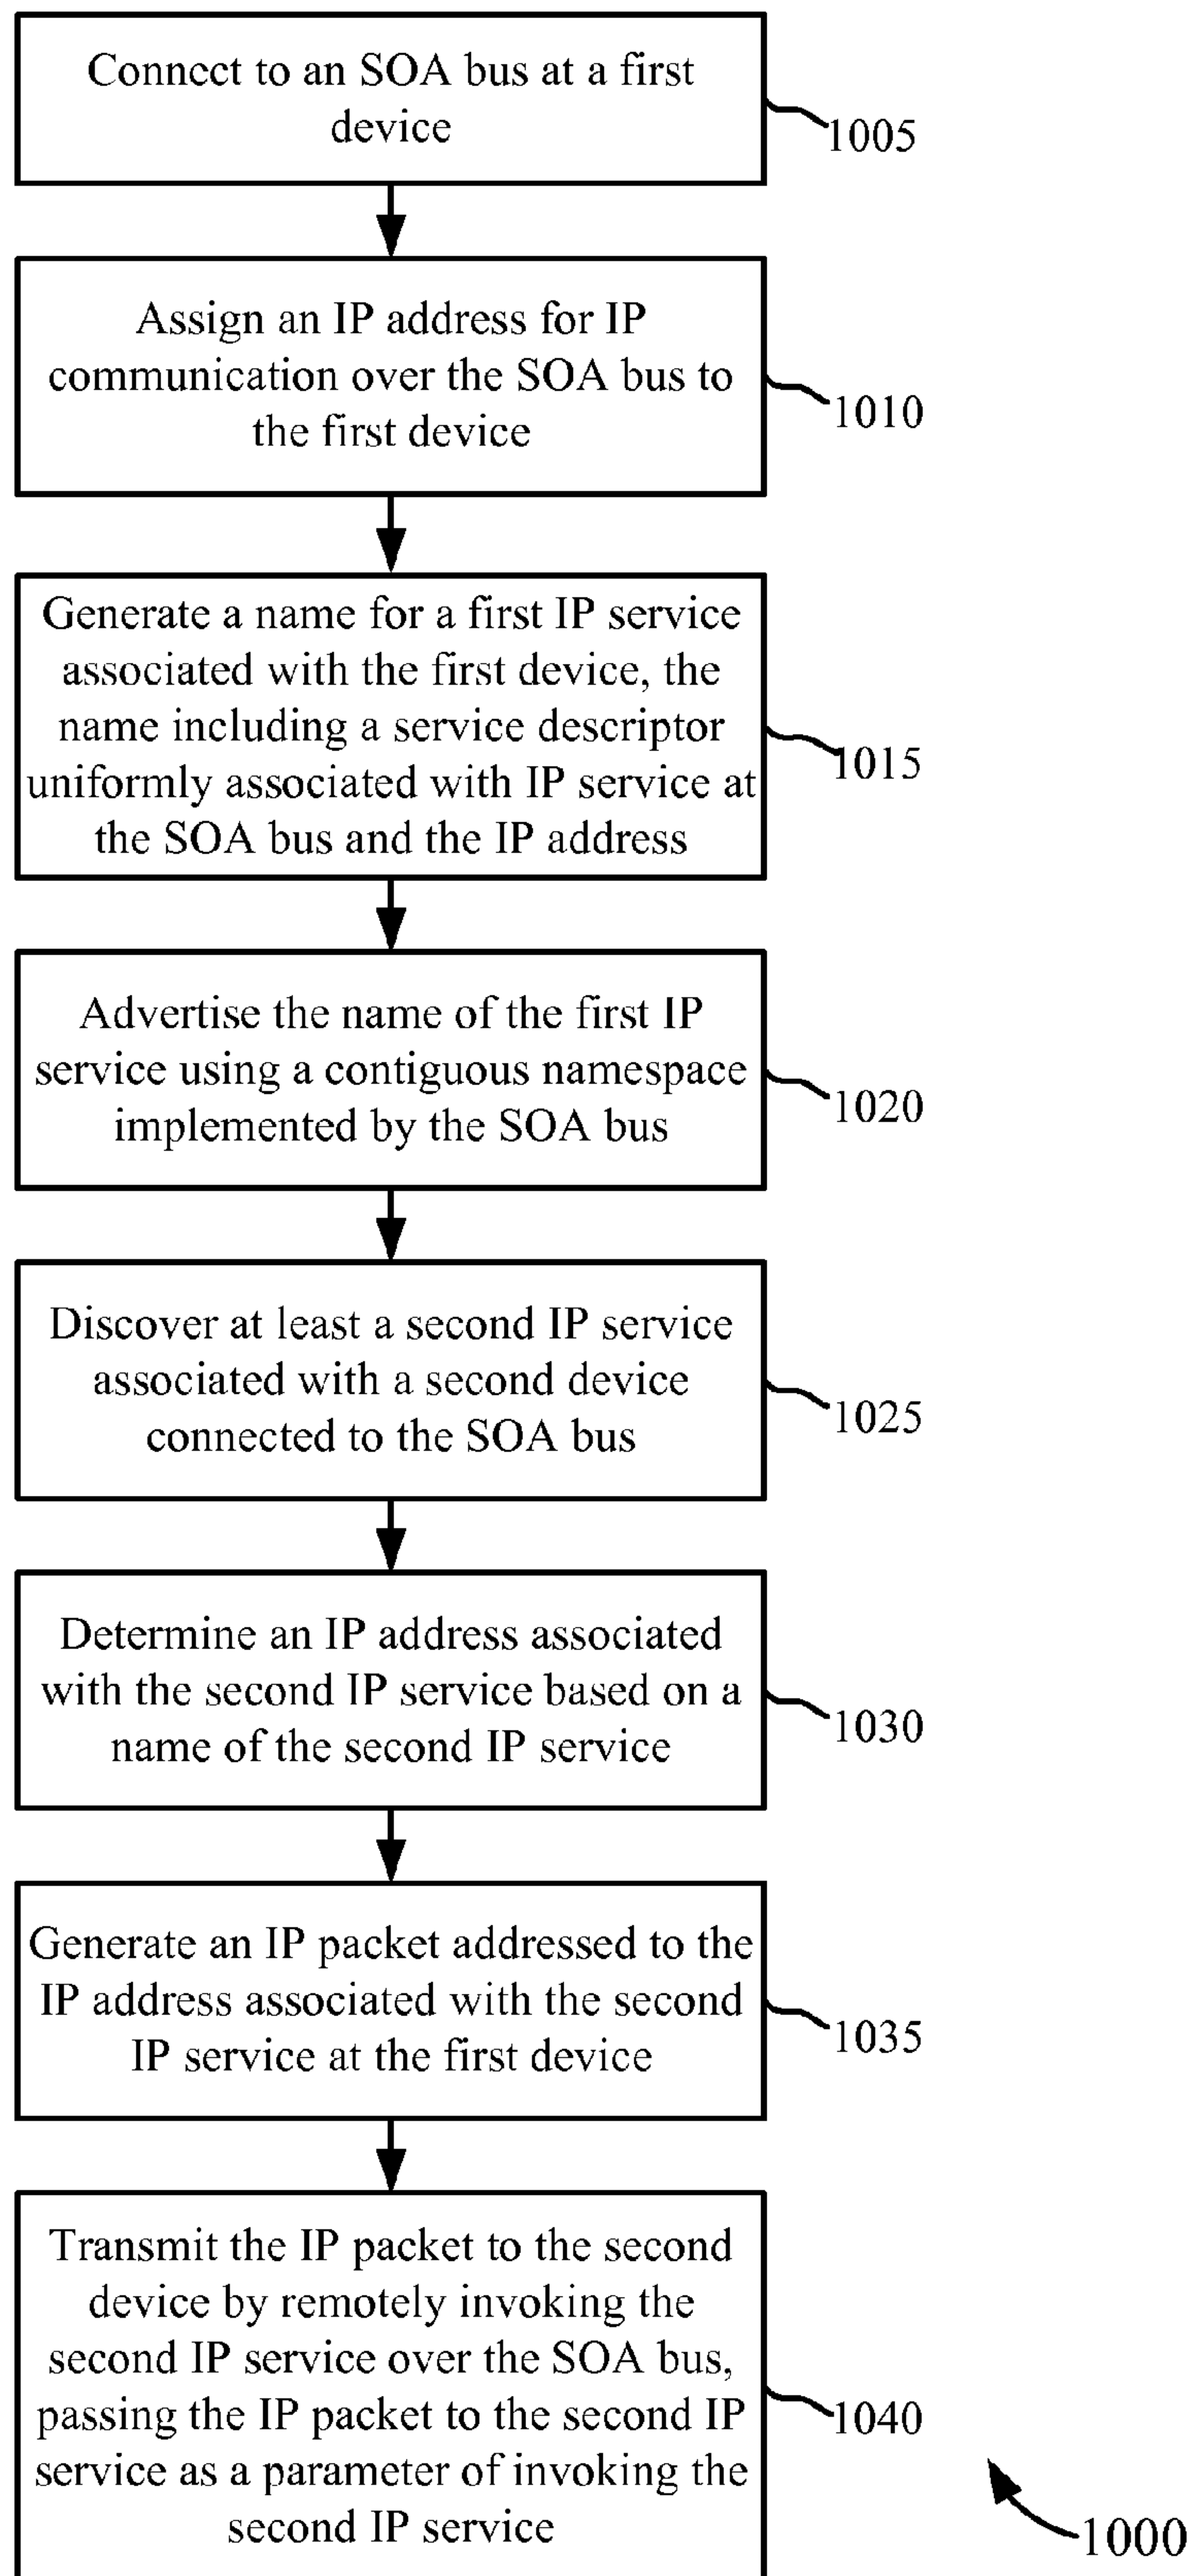 Connect to an SOA bus at a first
device
1005
Assign an IP address for IP
communication over the SOA bus to
the first device
1010
Generate a name for a first IP service
associated with the first device, the
name including a service descriptor
uniformly associated with IP service at
the SOA bus and the IP address
1015
Advertise the name of the first IP
service using a contiguous namespace
implemented by the SOA bus
1020
Discover at least a second IP service
associated with a second device
connected to the SOA bus
1025
Determine an IP address associated
with the second IP service based on a
name of the second IP service
1030
Generate an IP packet addressed to the
IP address associated with the second
IP service at the first device
1035
Transmit the IP packet to the second
device by remotely invoking the
second IP service over the SOA bus,
passing the IP packet to the second IP
service as a parameter of invoking the
second IP service
1040
1000